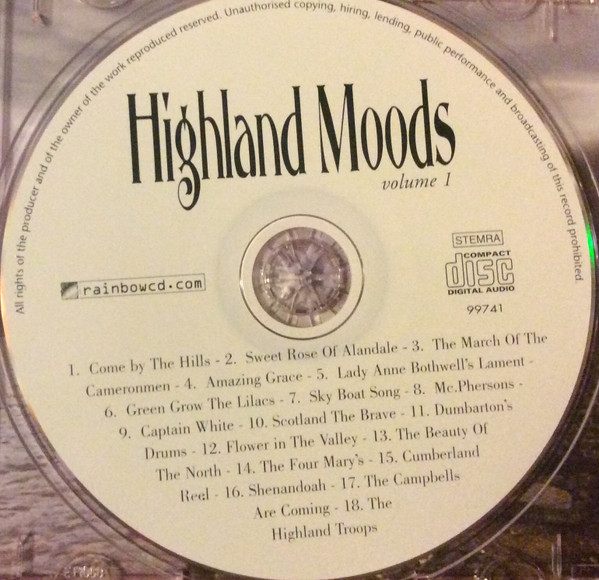 All rights of the producer and of the owner of the work reproduced reserved. Unauthorised copying, hiring, lending, public performance and broadcasting of this record prohibited.
Highland Moods
volume 1
STEMRA
COMPACT
disc
DIGITAL AUDIO
rainbowcd.com
99741
1. Come by The Hills - 2. Sweet Rose Of Alandale - 3. The March Of The
Cameronmen - 4. Amazing Grace - 5. Lady Anne Bothwell's Lament -
6. Green Grow The Lilacs - 7. Sky Boat Song - 8. Mc.Phersons -
9. Captain White - 10. Scotland The Brave - 11. Dumbarton's
Drums - 12. Flower in The Valley - 13. The Beauty Of
The North - 14. The Four Mary's - 15. Cumberland
Reel - 16. Shenandoah - 17. The Campbells
Are Coming - 18. The
Highland Troops